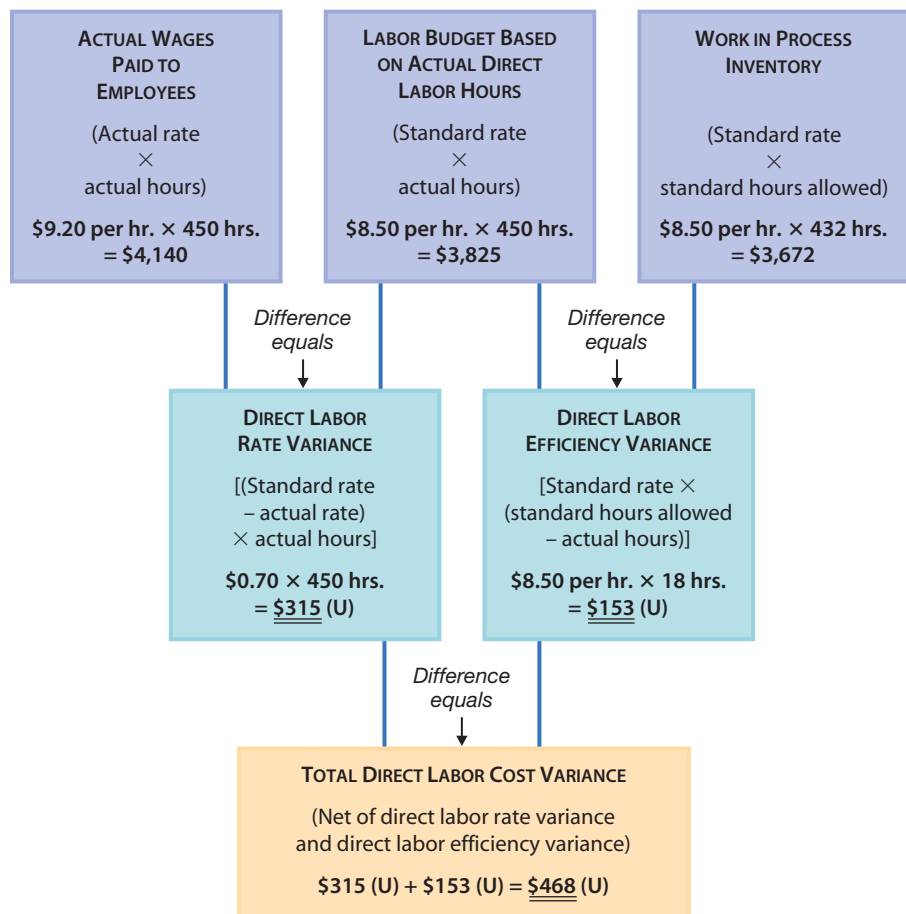 ACTUAL WAGES
PAID TO
EMPLOYEES
(Actual rate
×
actual hours)
$9.20 per hr. × 450 hrs.
= $4,140
LABOR BUDGET BASED
ON ACTUAL DIRECT
LABOR HOURS
(Standard rate
×
actual hours)
$8.50 per hr. × 450 hrs.
= $3,825
WORK IN PROCESS
INVENTORY
(Standard rate
×
standard hours allowed)
$8.50 per hr. × 432 hrs.
= $3,672
Difference
equals
Difference
equals
DIRECT LABOR
RATE VARIANCE
[(Standard rate
– actual rate)
× actual hours]
$0.70 × 450 hrs.
= $315 (U)
DIRECT LABOR
EFFICIENCY VARIANCE
[Standard rate ×
(standard hours allowed
– actual hours)]
$8.50 per hr. × 18 hrs.
= $153 (U)
Difference
equals
TOTAL DIRECT LABOR COST VARIANCE
(Net of direct labor rate variance
and direct labor efficiency variance)
$315 (U) + $153 (U) = $468 (U)